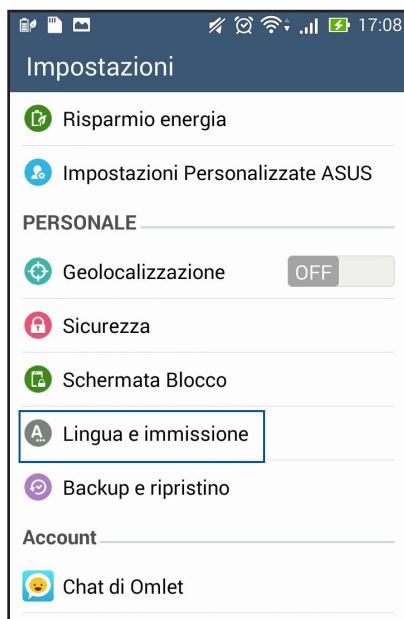 17:08
Impostazioni
Risparmio energia
Impostazioni Personalizzate ASUS
PERSONALE
Geolocalizzazione OFF
Sicurezza
Schermata Blocco
Lingua e immissione
Backup e ripristino
Account
Chat di Omlet